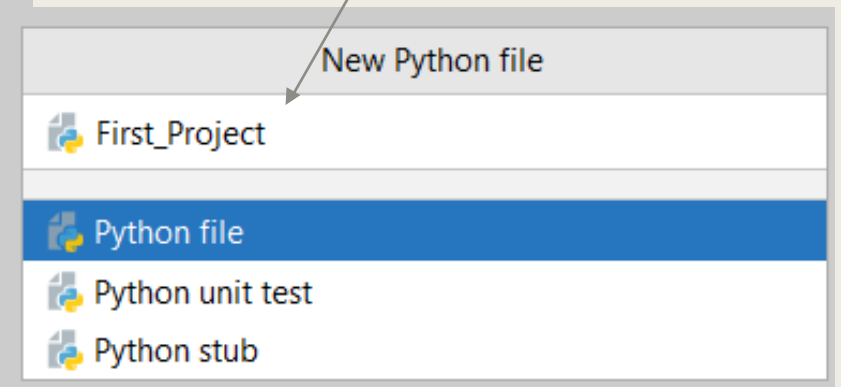 New Python file
First_Project
Python file
Python unit test
Python stub